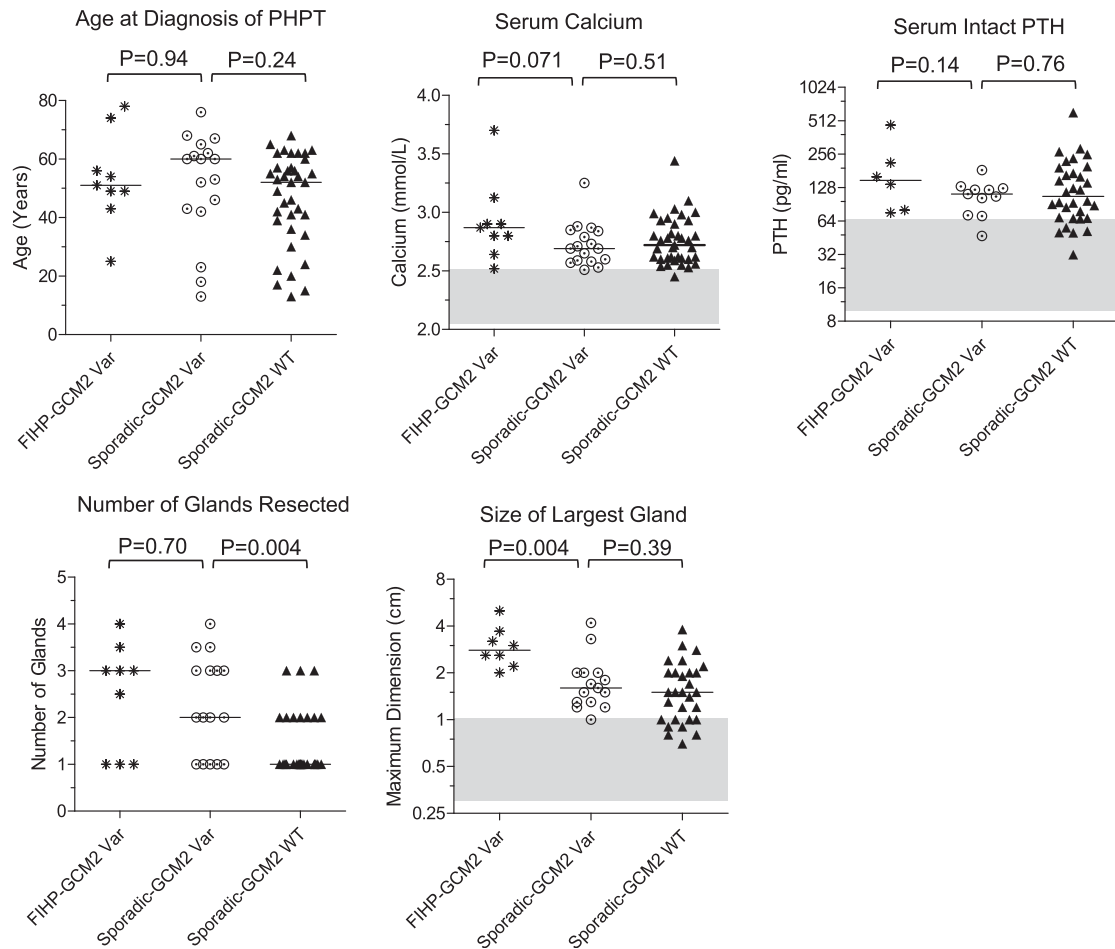 Age at Diagnosis of PHPT
P=0.94
P=0.24
Age (Years)
80
60
40
20
0
FIHP-GCM2 Var
Sporadic-GCM2 Var
Sporadic-GCM2 WT
Serum Calcium
P=0.071
P=0.51
Calcium (mmol/L)
4.0
3.5
3.0
2.5
2.0
FIHP-GCM2 Var
Sporadic-GCM2 Var
Sporadic-GCM2 WT
Serum Intact PTH
P=0.14
P=0.76
PTH (pg/ml)
1024
512
256
128
64
32
16
8
FIHP-GCM2 Var
Sporadic-GCM2 Var
Sporadic-GCM2 WT
Number of Glands Resected
P=0.70
P=0.004
Number of Glands
5
4
3
2
1
0
FIHP-GCM2 Var
Sporadic-GCM2 Var
Sporadic-GCM2 WT
Size of Largest Gland
P=0.004
P=0.39
Maximum Dimension (cm)
8
4
2
1
0.5
0.25
FIHP-GCM2 Var
Sporadic-GCM2 Var
Sporadic-GCM2 WT